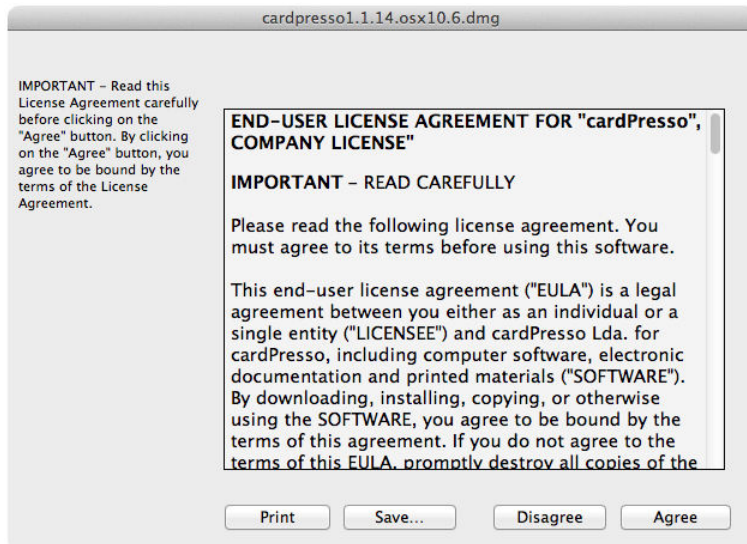 cardpresso1.1.14.osx10.6.dmg
IMPORTANT – Read this
License Agreement carefully
before clicking on the
"Agree" button. By clicking
on the "Agree" button, you
agree to be bound by the
terms of the License
Agreement.
END-USER LICENSE AGREEMENT FOR "cardPresso",
COMPANY LICENSE"
IMPORTANT – READ CAREFULLY
Please read the following license agreement. You
must agree to its terms before using this software.
This end-user license agreement ("EULA") is a legal
agreement between you either as an individual or a
single entity ("LICENSEE") and cardPresso Lda. for
cardPresso, including computer software, electronic
documentation and printed materials ("SOFTWARE").
By downloading, installing, copying, or otherwise
using the SOFTWARE, you agree to be bound by the
terms of this agreement. If you do not agree to the
terms of this EULA, promptly destroy all copies of the
Print
Save...
Disagree
Agree